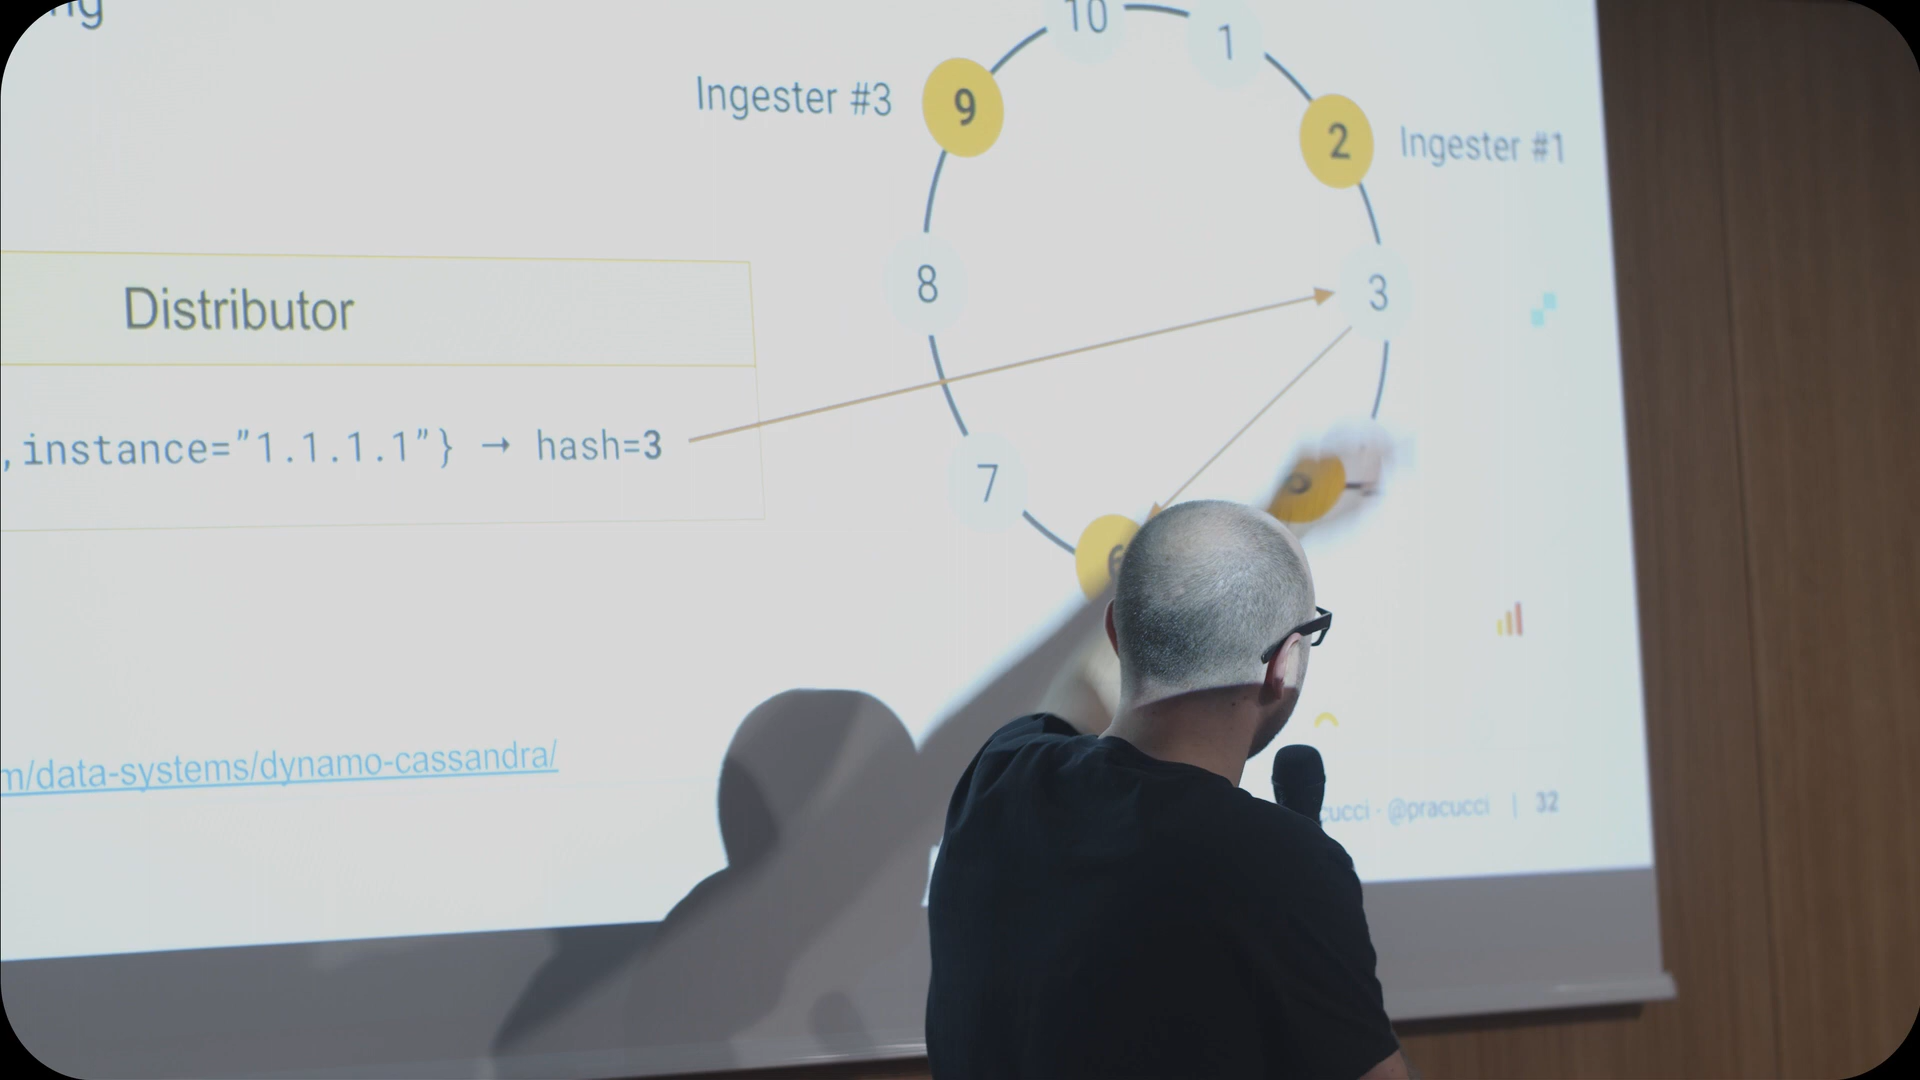 10
1
Ingester #3
9
2
Ingester #1
8
3
Distributor
,instance="1.1.1.1"} → hash=3
7
6
m/data-systems/dynamo-cassandra/
@pracucci | 32